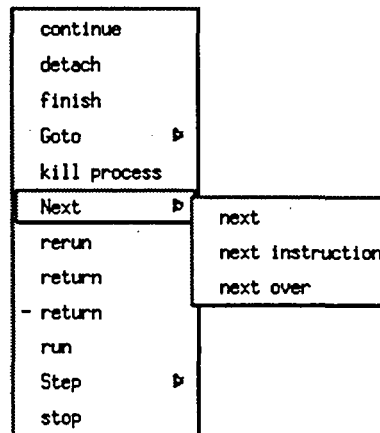 continue
detach
finish
Goto
kill process
Next
next
next instruction
next over
rerun
return
- return
run
Step
stop